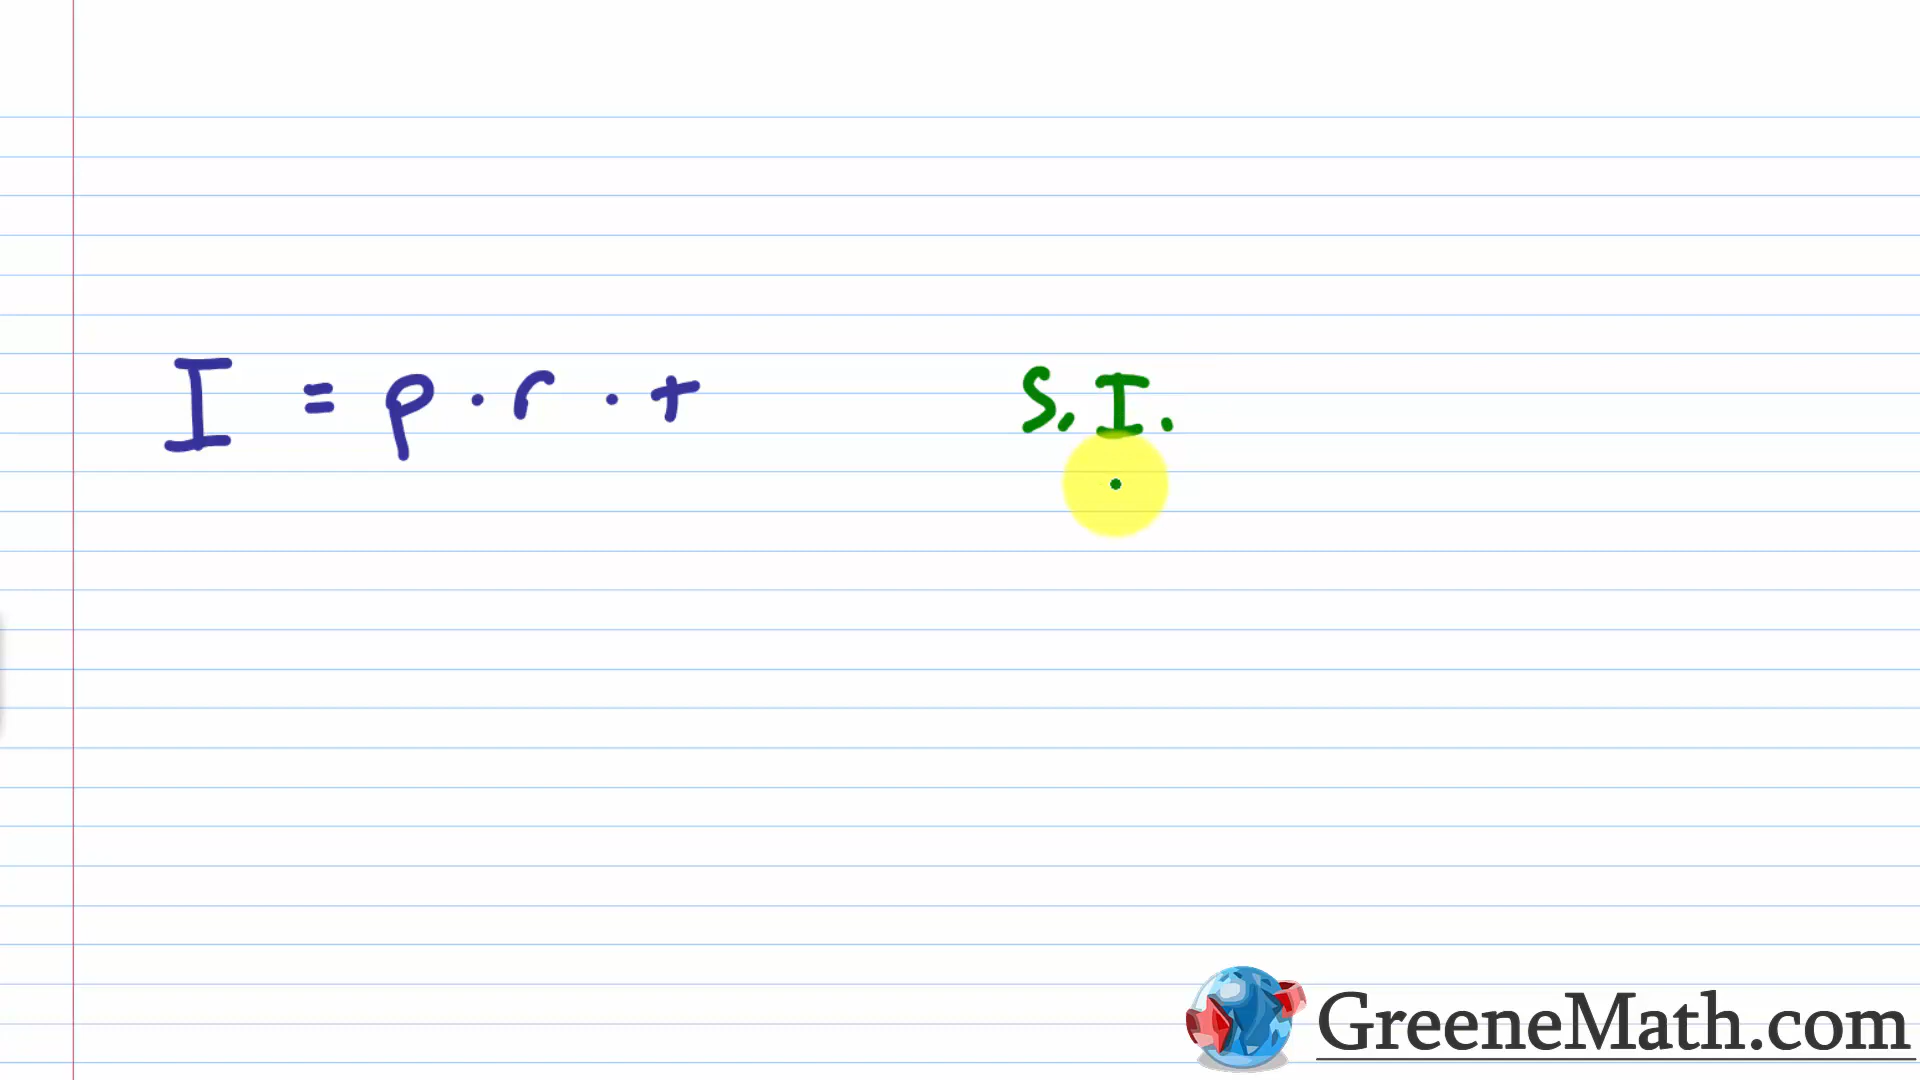 I = p · r · t
S.I.
GreeneMath.com